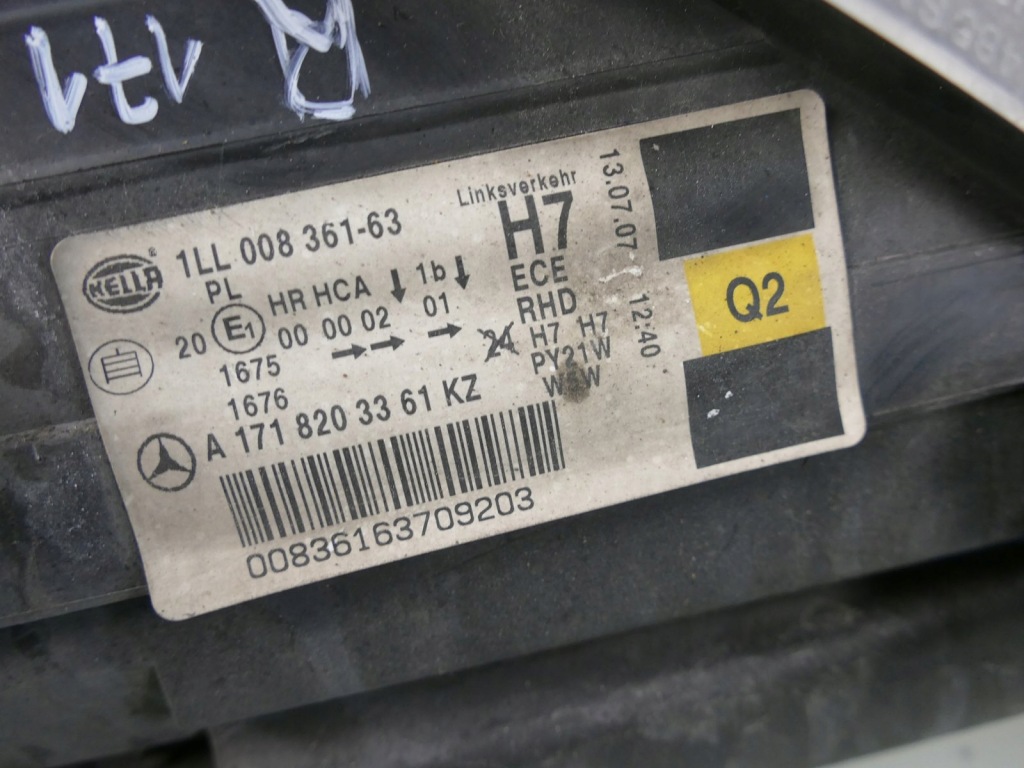 R 171
HELLA ®
1LL 008 361-63
Linksverkehr
H7
13.07.07 12:40
PL
HR HCA 1b
ECE
20 E1 00 00 02 01
RHD
Q2
1675
24
H7 H7
1676
PY21W
W5W
A 171 820 33 61 KZ
00836163709203